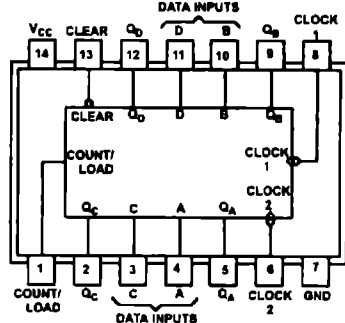 DATA INPUTS
VCC CLEAR QD D B QB CLOCK 1
14 13 12 11 10 9 8
CLEAR QD D B QB
COUNT/ LOAD
CLOCK 1
CLOCK 2
QC C A QA
1 2 3 4 5 6 7
COUNT/ LOAD QC C A QA CLOCK 2 GND
DATA INPUTS